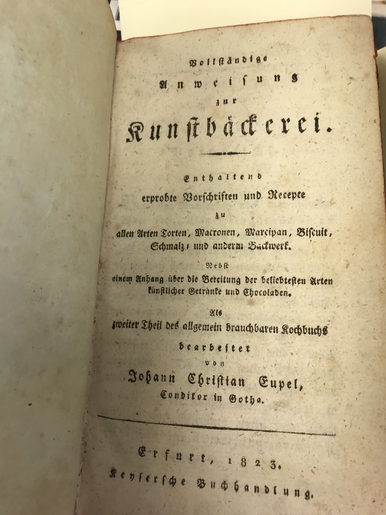 Vollständige
Anweisung
zur
Kunstbäckerei.
Enthaltend
erprobte Vorschriften und Recepte
zu
allen Arten Torten, Macronen, Marcipan, Biscuit,
Schmalz- und anderm Backwerk.
Nebst
einem Anhang über die Bereitung der beliebtesten Arten
künstlicher Getränke und Chocoladen.
Als
zweiter Theil des allgemein brauchbaren Kochbuchs
bearbeitet
von
Johann Christian Eupel,
Conditor in Gotha.
Erfurt, 1823.
Keysersche Buchhandlung.